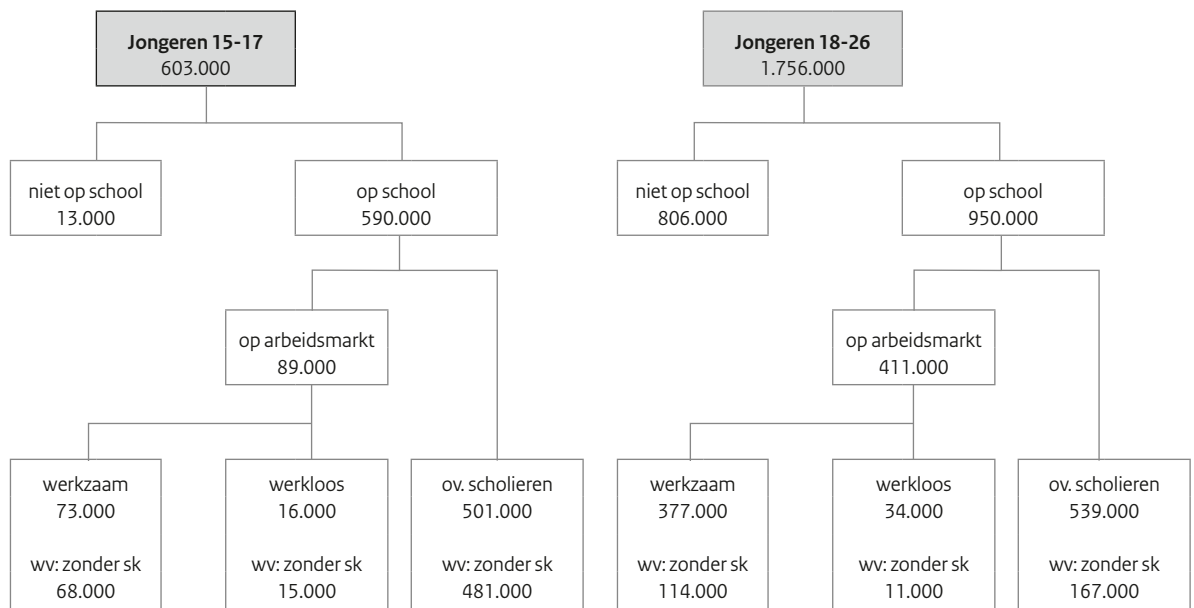 Jongeren 15-17
603.000
niet op school
13.000
op school
590.000
op arbeidsmarkt
89.000
werkzaam
73.000
wv: zonder sk
68.000
werkloos
16.000
wv: zonder sk
15.000
ov. scholieren
501.000
wv: zonder sk
481.000
Jongeren 18-26
1.756.000
niet op school
806.000
op school
950.000
op arbeidsmarkt
411.000
werkzaam
377.000
wv: zonder sk
114.000
werkloos
34.000
wv: zonder sk
11.000
ov. scholieren
539.000
wv: zonder sk
167.000